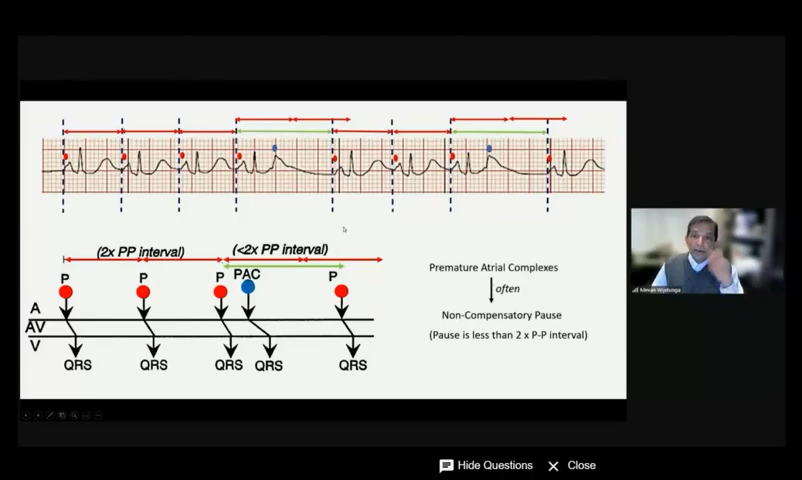 (2x PP interval)
(<2x PP interval)
P
P
P
PAC
P
A
AV
V
QRS
QRS
QRS
QRS
QRS
Premature Atrial Complexes
often
Non-Compensatory Pause
(Pause is less than 2 x P-P interval)
Hide Questions
Close